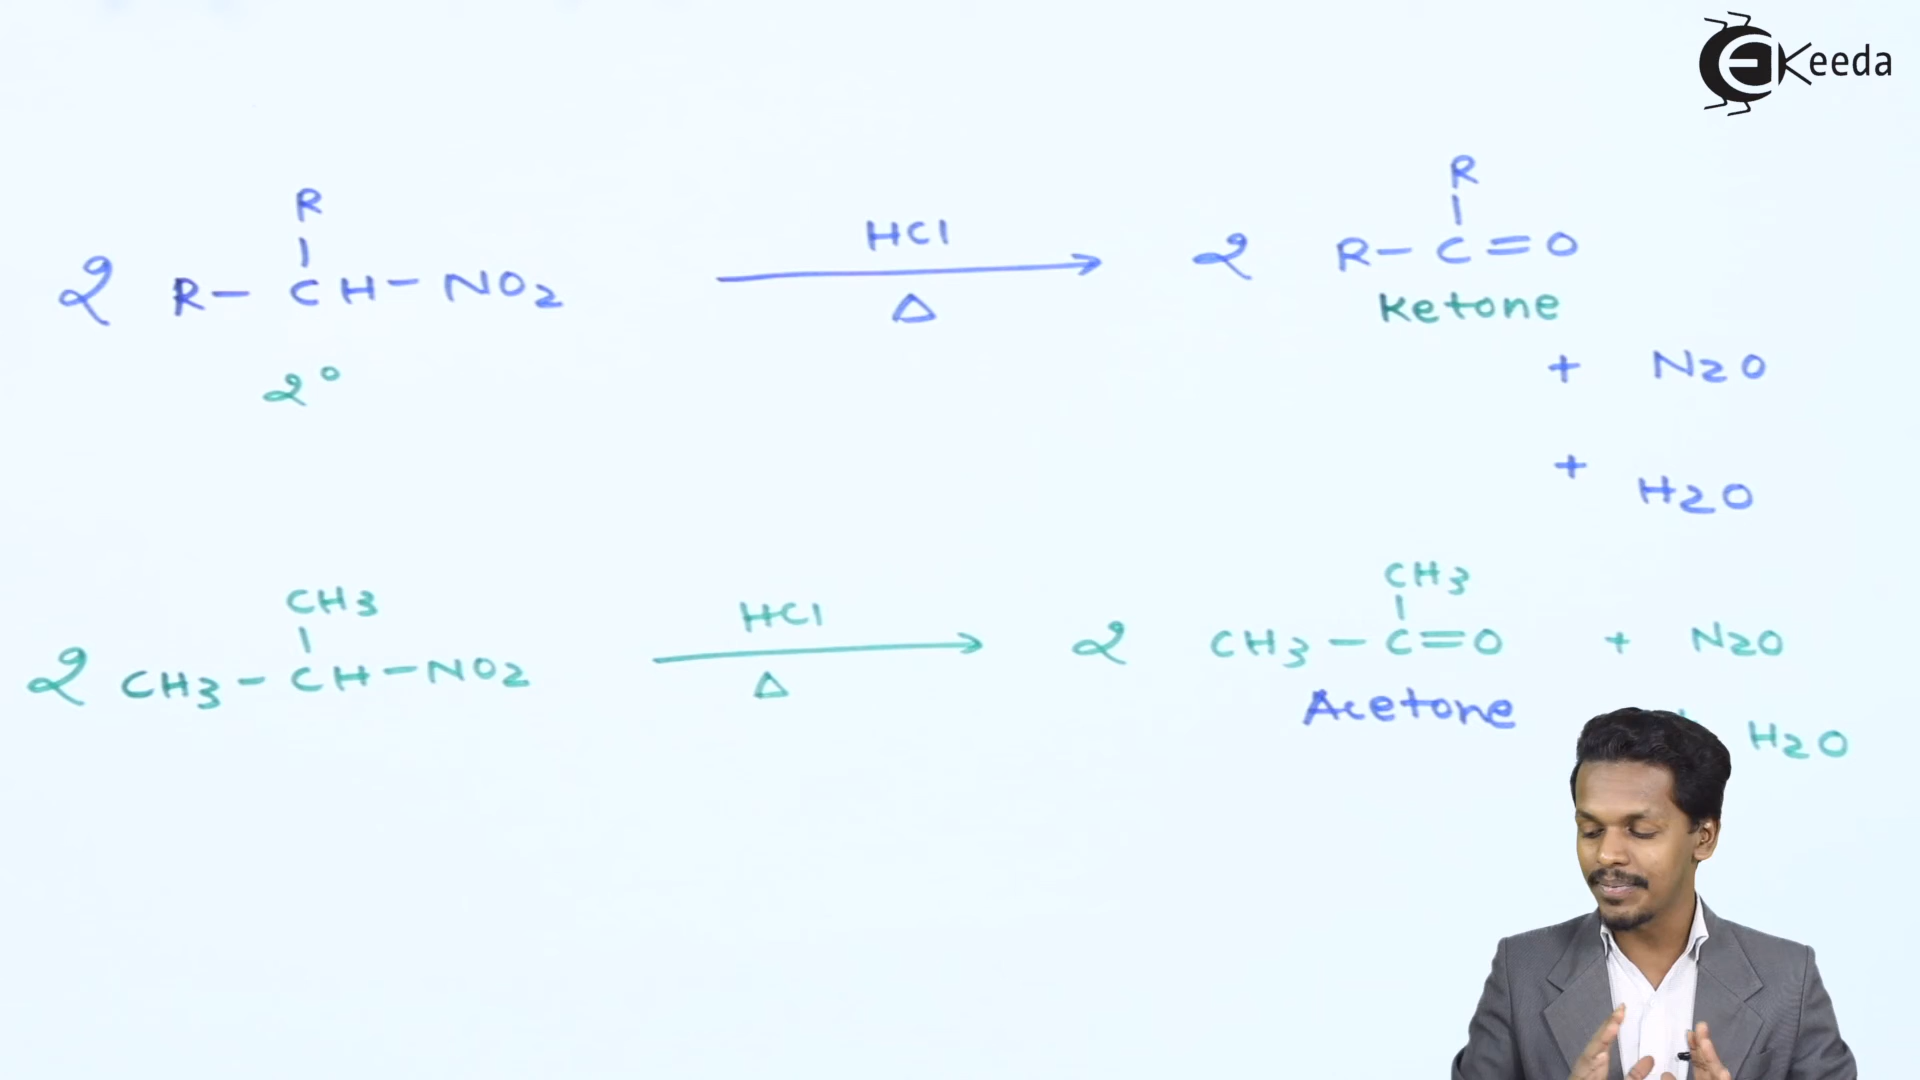 EKeeda
R
|
2 R - CH - NO2
2°
HCl
Δ
R
|
2 R - C = O
Ketone
+ N2O
+ H2O
CH3
|
2 CH3 - CH - NO2
HCl
Δ
CH3
|
2 CH3 - C = O + N2O
Acetone
H2O